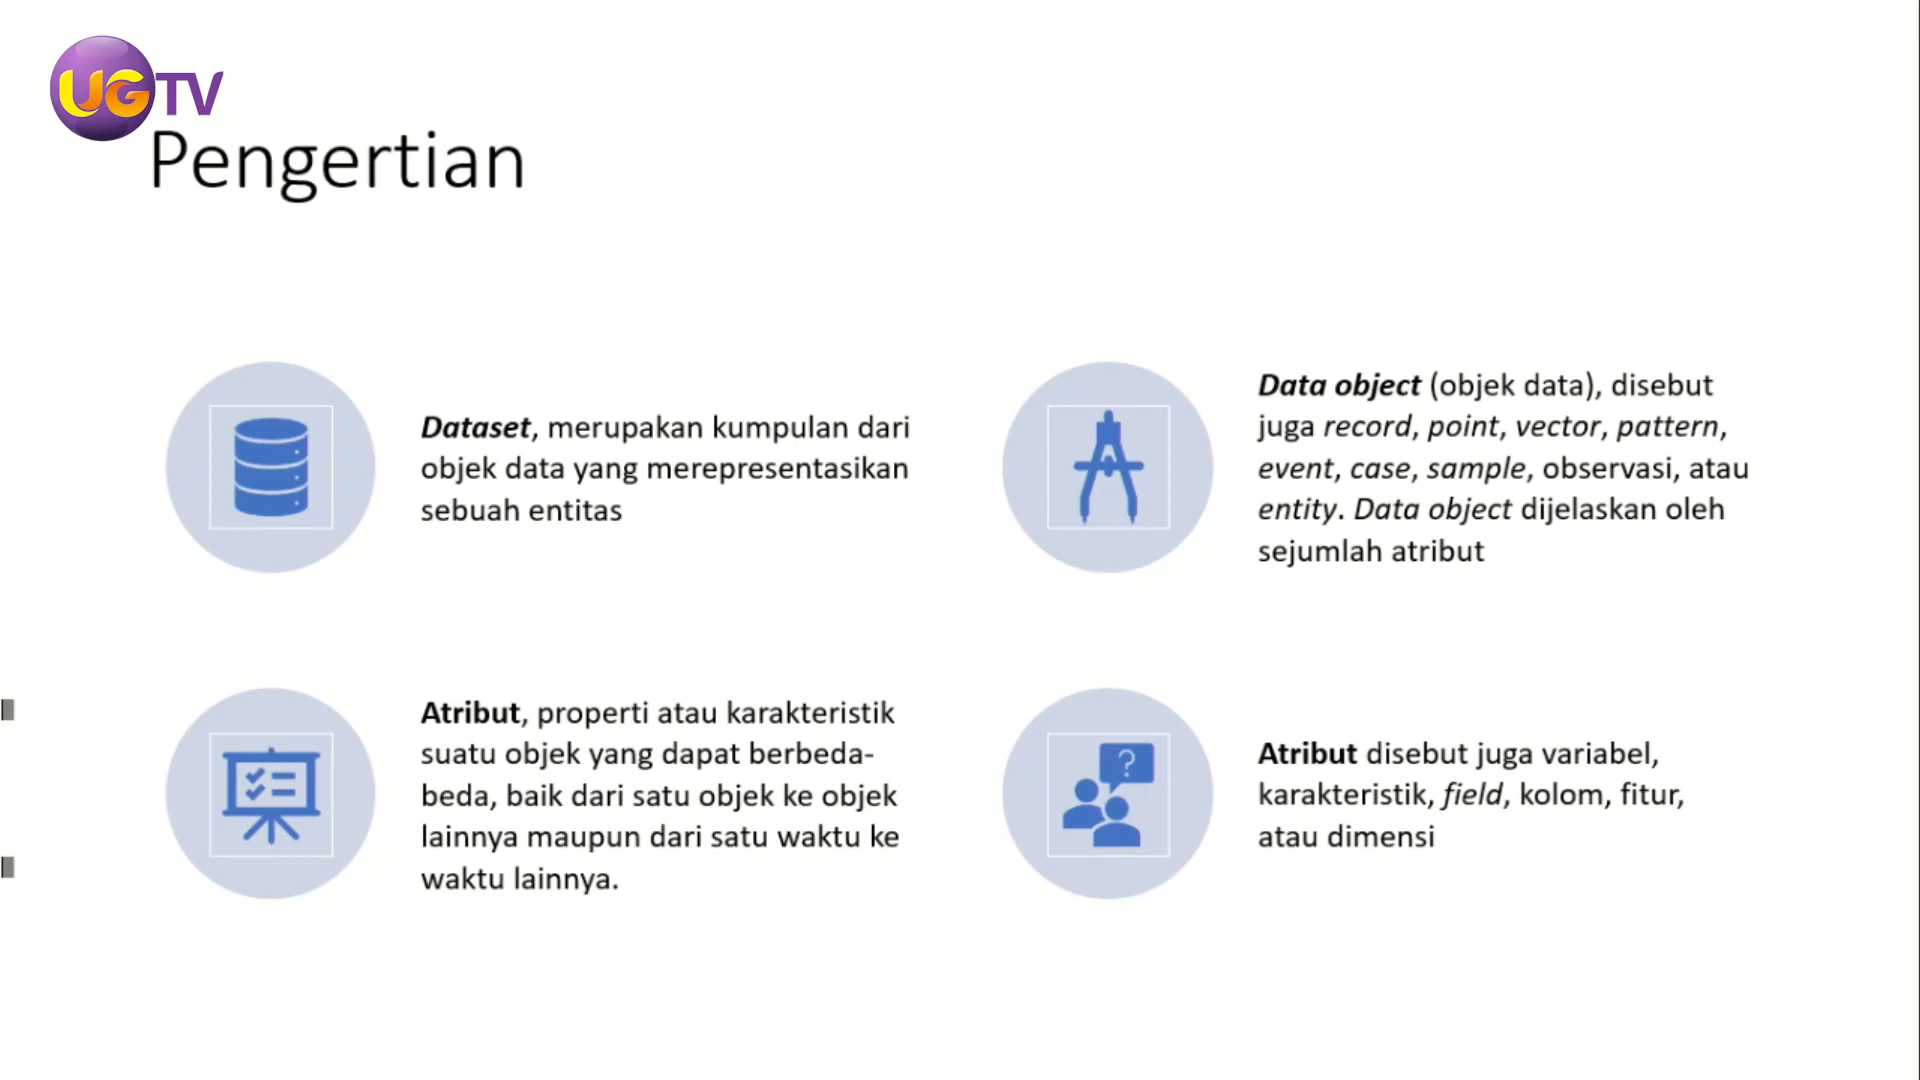 UGTV
Pengertian
Dataset, merupakan kumpulan dari
objek data yang merepresentasikan
sebuah entitas
Data object (objek data), disebut
juga record, point, vector, pattern,
event, case, sample, observasi, atau
entity. Data object dijelaskan oleh
sejumlah atribut
Atribut, properti atau karakteristik
suatu objek yang dapat berbeda-
beda, baik dari satu objek ke objek
lainnya maupun dari satu waktu ke
waktu lainnya.
?
Atribut disebut juga variabel,
karakteristik, field, kolom, fitur,
atau dimensi